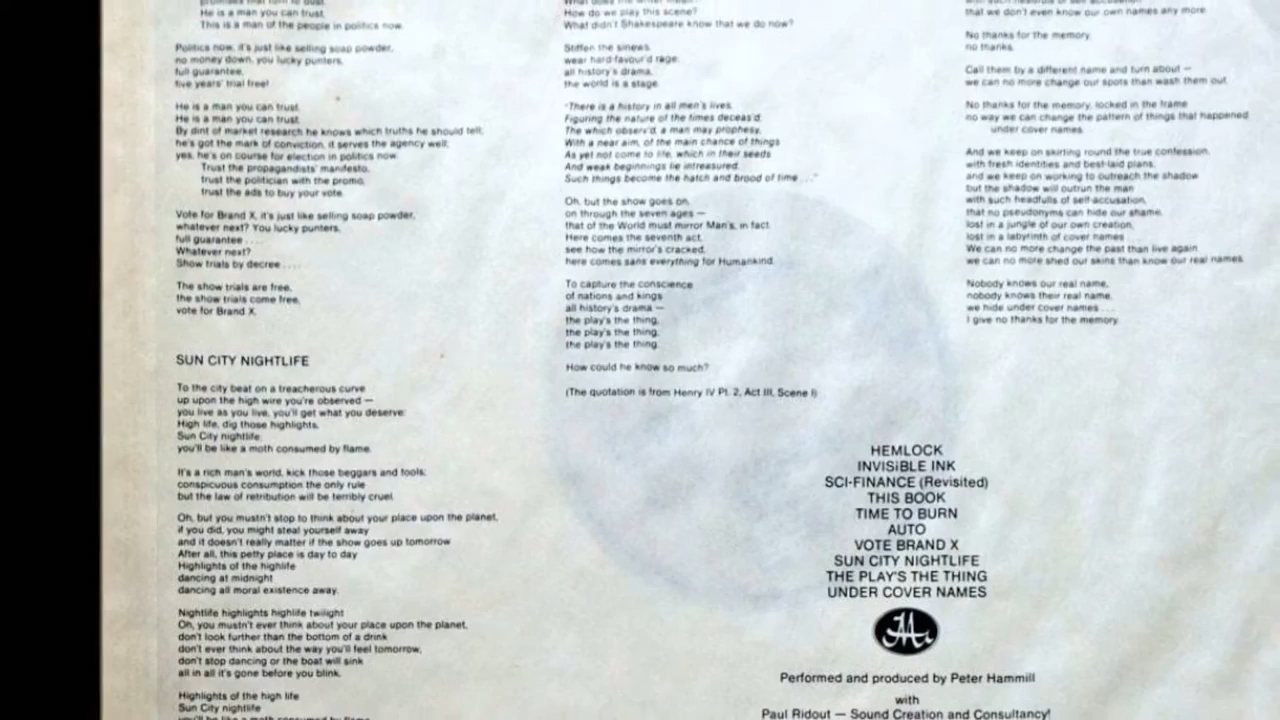 promises that turn to dust.
He is a man you can trust.
This is a man of the people in politics now.
Politics now, it's just like selling soap powder,
no money down, you lucky punters,
full guarantee,
five years' trial free!
He is a man you can trust.
He is a man you can trust.
By dint of market research he knows which truths he should tell;
he's got the mark of conviction, it serves the agency well;
yes, he's on course for election in politics now.
Trust the propagandists' manifesto,
trust the politician with the promo,
trust the ads to buy your vote.
Vote for Brand X, it's just like selling soap powder,
whatever next? You lucky punters,
full guarantee . . . .
Whatever next?
Show trials by decree . . . .
The show trials are free,
the show trials come free,
vote for Brand X.
SUN CITY NIGHTLIFE
To the city beat on a treacherous curve
up upon the high wire you're observed —
you live as you live, you'll get what you deserve:
High life, dig those highlights,
Sun City nightlife:
you'll be like a moth consumed by flame.
It's a rich man's world, kick those beggars and fools;
conspicuous consumption the only rule
but the law of retribution will be terribly cruel.
Oh, but you mustn't stop to think about your place upon the planet,
if you did, you might steal yourself away
and it doesn't really matter if the show goes up tomorrow
After all, this petty place is day to day
Highlights of the highlife
dancing at midnight
dancing all moral existence away.
Nightlife highlights highlife twilight
Oh, you mustn't ever think about your place upon the planet,
don't look further than the bottom of a drink
don't ever think about the way you'll feel tomorrow,
don't stop dancing or the boat will sink
all in all it's gone before you blink.
Highlights of the high life
Sun City nightlife
you'll be like a moth consumed by flame
How do we play this scene?
What didn't Shakespeare know that we do now?
Stiffen the sinews,
wear hard-favour'd rage;
all history's drama,
the world is a stage.
"There is a history in all men's lives,
Figuring the nature of the times deceas'd,
The which observ'd, a man may prophesy,
With a near aim, of the main chance of things
As yet not come to life, which in their seeds
And weak beginnings lie intreasured.
Such things become the hatch and brood of time . . ."
Oh, but the show goes on,
on through the seven ages —
that of the World must mirror Man's, in fact.
Here comes the seventh act,
see how the mirror's cracked,
here comes sans everything for Humankind.
To capture the conscience
of nations and kings
all history's drama —
the play's the thing,
the play's the thing,
the play's the thing.
How could he know so much?
(The quotation is from Henry IV Pt. 2, Act III, Scene I)
that we don't even know our own names any more.
No thanks for the memory,
no thanks.
Call them by a different name and turn about —
we can no more change our spots than wash them out.
No thanks for the memory, locked in the frame
no way we can change the pattern of things that happened
under cover names.
And we keep on skirting round the true confession,
with fresh identities and best-laid plans;
and we keep on working to outreach the shadow
but the shadow will outrun the man
with such headfulls of self-accusation,
that no pseudonyms can hide our shame,
lost in a jungle of our own creation,
lost in a labyrinth of cover names.
We can no more change the past than live again
we can no more shed our skins than know our real names.
Nobody knows our real name,
nobody knows their real name,
we hide under cover names . . .
I give no thanks for the memory.
HEMLOCK
INVISIBLE INK
SCI-FINANCE (Revisited)
THIS BOOK
TIME TO BURN
AUTO
VOTE BRAND X
SUN CITY NIGHTLIFE
THE PLAY'S THE THING
UNDER COVER NAMES
Performed and produced by Peter Hammill
with
Paul Ridout — Sound Creation and Consultancy!